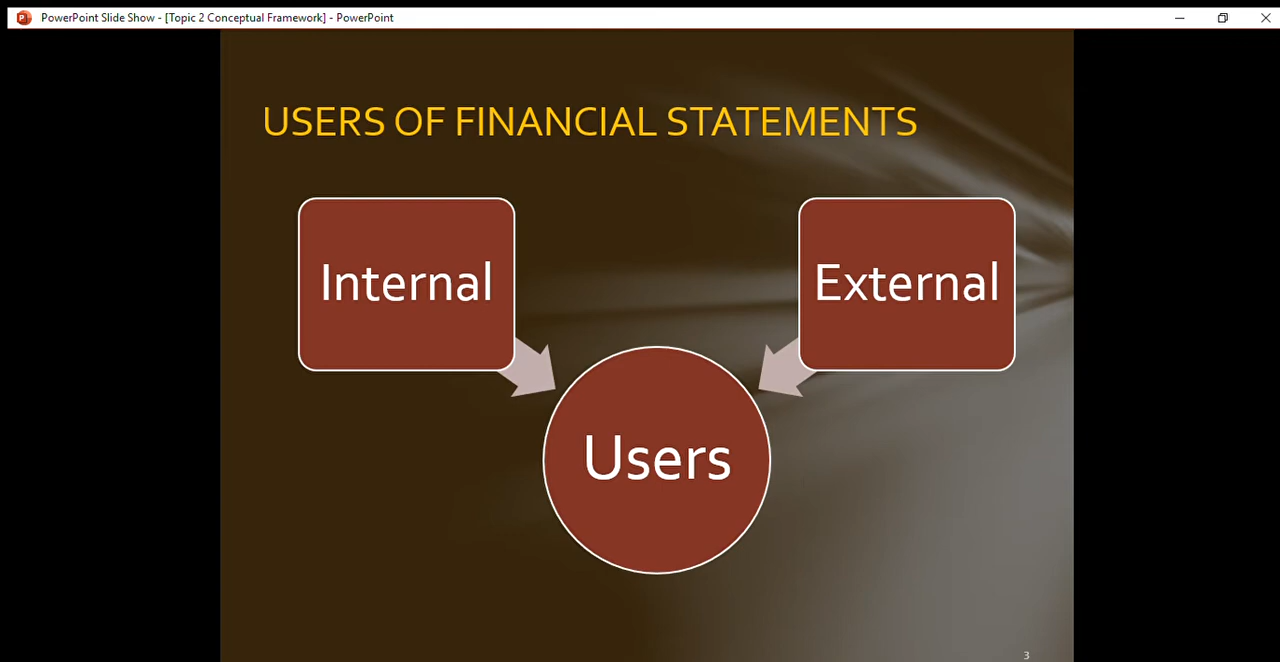 PowerPoint Slide Show - [Topic 2 Conceptual Framework] - PowerPoint
USERS OF FINANCIAL STATEMENTS
Internal
External
Users
3